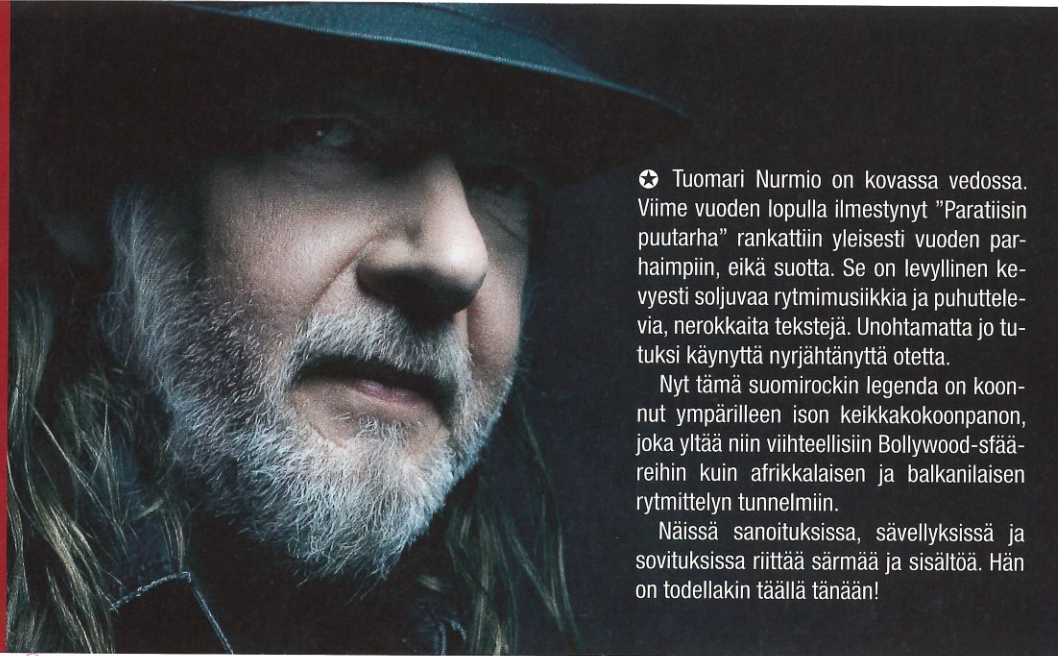 ✪ Tuomari Nurmio on kovassa vedossa.
Viime vuoden lopulla ilmestynyt ”Paratiisin
puutarha” rankattiin yleisesti vuoden par-
haimpiin, eikä suotta. Se on levyllinen ke-
vyesti soljuvaa rytmimusiikkia ja puhuttele-
via, nerokkaita tekstejä. Unohtamatta jo tu-
tuksi käynyttä nyrjähtänyttä otetta.
Nyt tämä suomirockin legenda on koon-
nut ympärilleen ison keikkakokoonpanon,
joka yltää niin viihteellisiin Bollywood-sfää-
reihin kuin afrikkalaisen ja balkanilaisen
rytmittelyn tunnelmiin.
Näissä sanoituksissa, sävellyksissä ja
sovituksissa riittää särmää ja sisältöä. Hän
on todellakin täällä tänään!